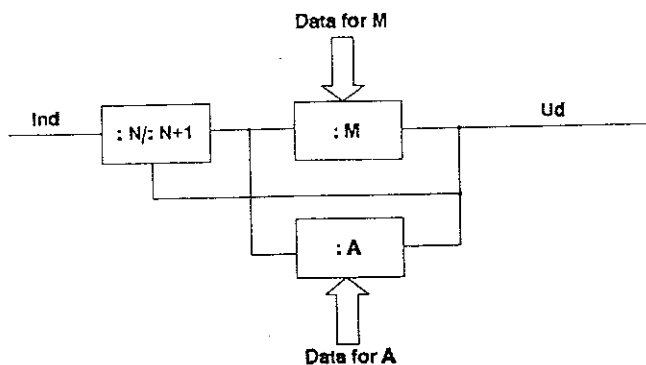 Data for M
Ind
: N/: N+1
: M
Ud
: A
Data for A